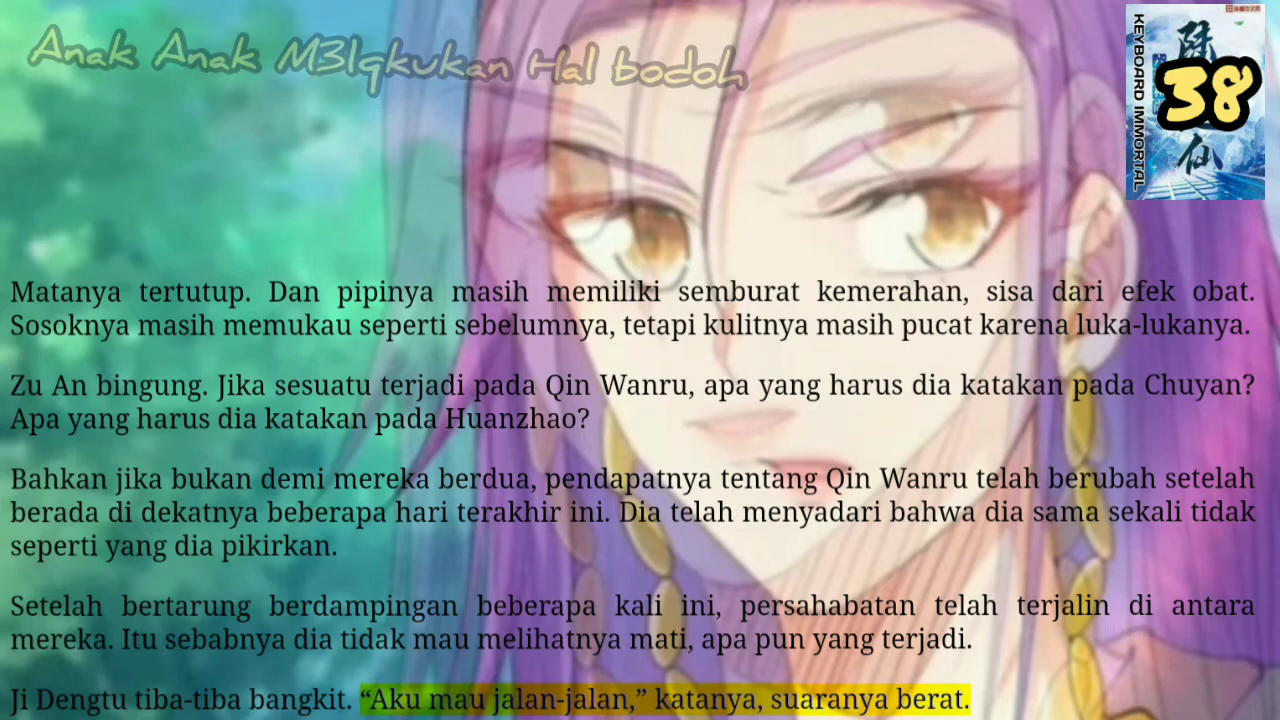 Anak Anak M3lqkukan Hal bodoh
KEYBOARD IMMORTAL
38
仙
Matanya tertutup. Dan pipinya masih memiliki semburat kemerahan, sisa dari efek obat.
Sosoknya masih memukau seperti sebelumnya, tetapi kulitnya masih pucat karena luka-lukanya.
Zu An bingung. Jika sesuatu terjadi pada Qin Wanru, apa yang harus dia katakan pada Chuyan?
Apa yang harus dia katakan pada Huanzhao?
Bahkan jika bukan demi mereka berdua, pendapatnya tentang Qin Wanru telah berubah setelah
berada di dekatnya beberapa hari terakhir ini. Dia telah menyadari bahwa dia sama sekali tidak
seperti yang dia pikirkan.
Setelah bertarung berdampingan beberapa kali ini, persahabatan telah terjalin di antara
mereka. Itu sebabnya dia tidak mau melihatnya mati, apa pun yang terjadi.
Ji Dengtu tiba-tiba bangkit. “Aku mau jalan-jalan,” katanya, suaranya berat.